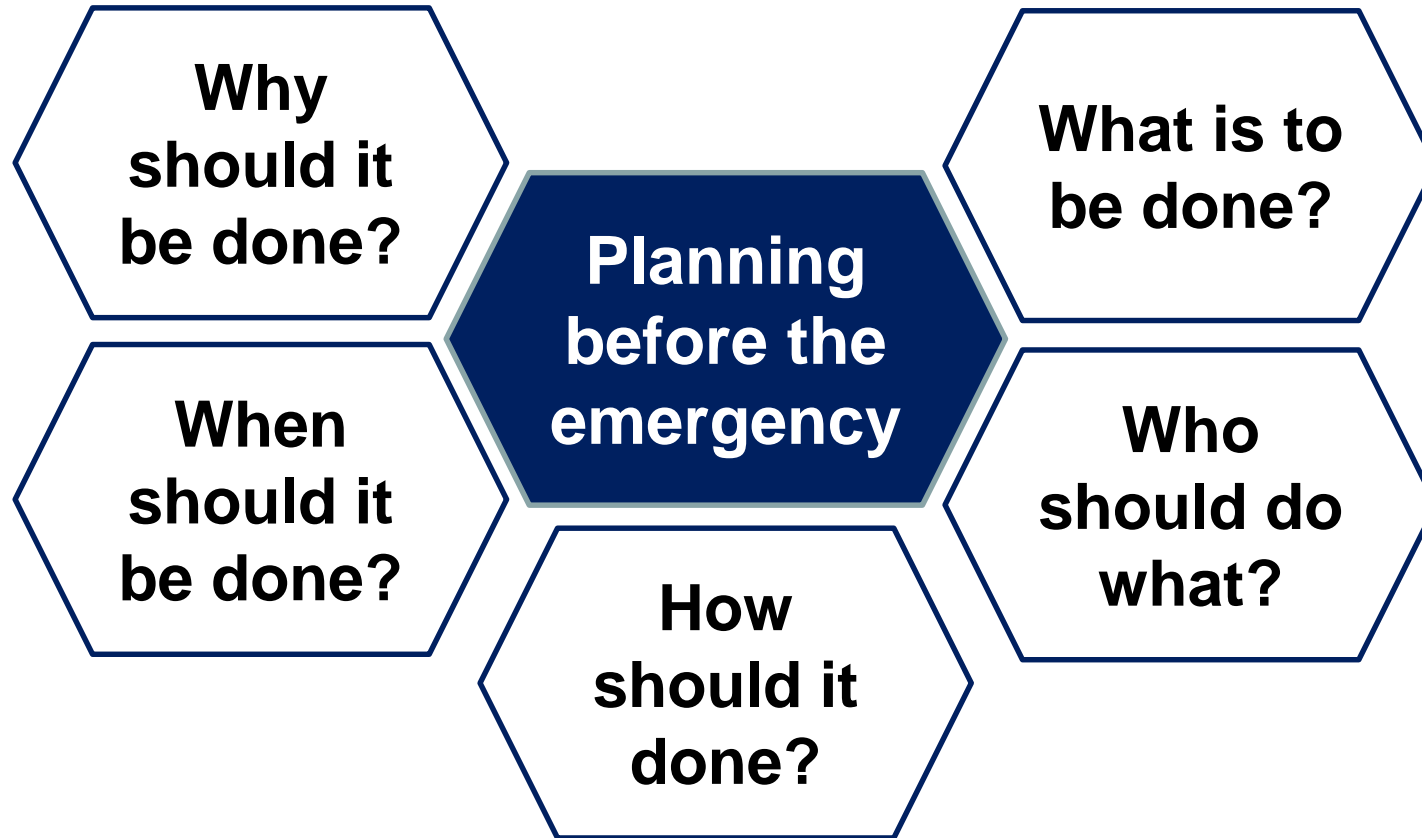 Why
should it
be done?
What is to
be done?
Planning
before the
emergency
When
should it
be done?
Who
should do
what?
How
should it
done?